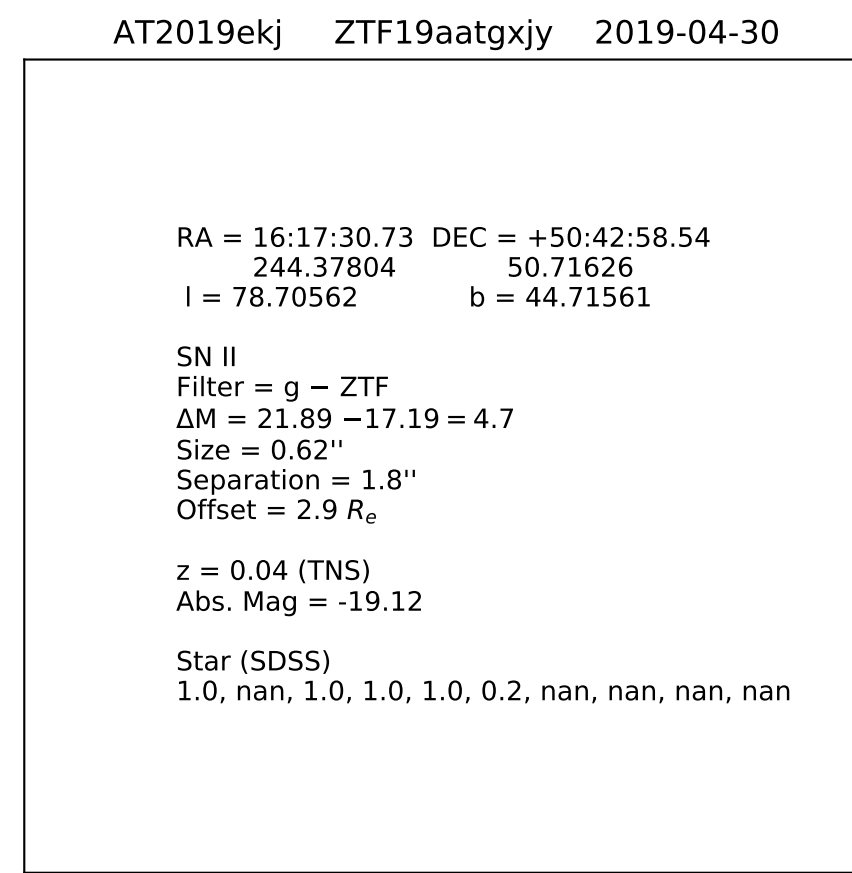 AT2019ekj ZTF19aatgxjy 2019-04-30
RA = 16:17:30.73 DEC = +50:42:58.54
244.37804 50.71626
l = 78.70562 b = 44.71561
SN II
Filter = g − ZTF
ΔM = 21.89 −17.19 = 4.7
Size = 0.62''
Separation = 1.8''
Offset = 2.9 Rₑ
z = 0.04 (TNS)
Abs. Mag = -19.12
Star (SDSS)
1.0, nan, 1.0, 1.0, 1.0, 0.2, nan, nan, nan, nan